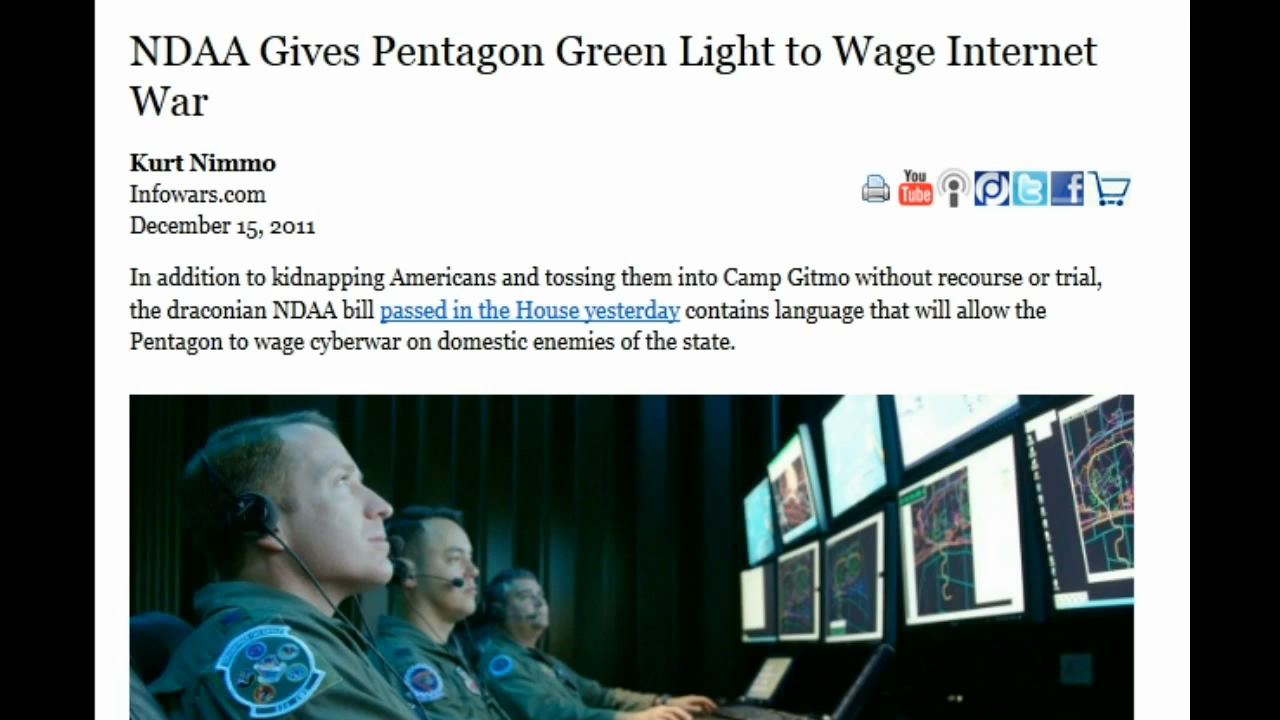 NDAA Gives Pentagon Green Light to Wage Internet
War
Kurt Nimmo
Infowars.com
December 15, 2011
You
Tube
In addition to kidnapping Americans and tossing them into Camp Gitmo without recourse or trial,
the draconian NDAA bill passed in the House yesterday contains language that will allow the
Pentagon to wage cyberwar on domestic enemies of the state.